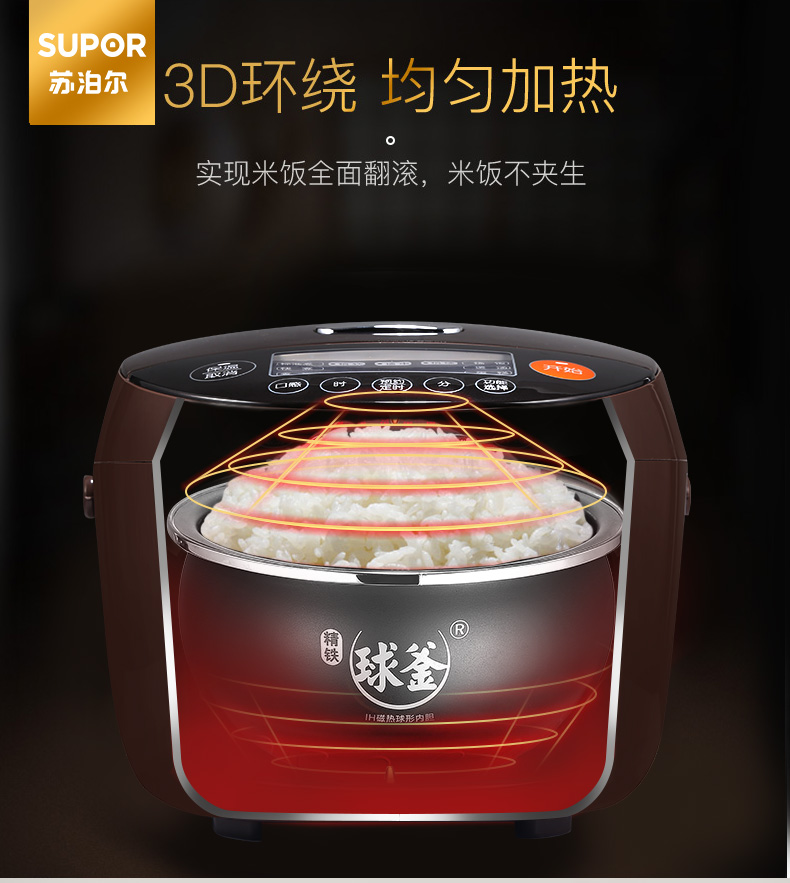 SUPOR
苏泊尔
3D环绕 均匀加热
实现米饭全面翻滚，米饭不夹生
保温
取消
开始
口感
时
预约
定时
分
功能
选择
精铁
球釜®
IH磁热球形内胆